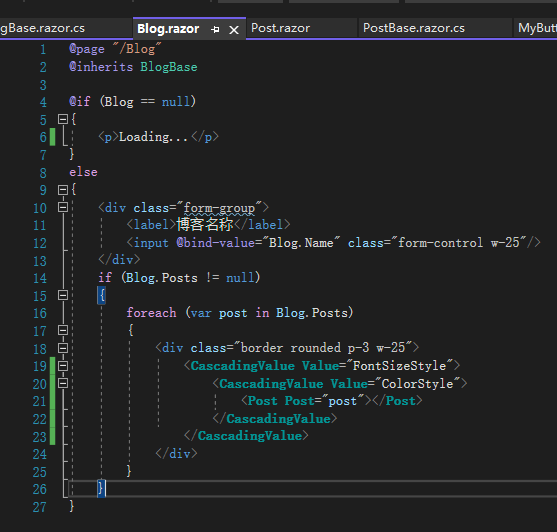 gBase.razor.cs Blog.razor Post.razor PostBase.razor.cs MyButt
1 @page "/Blog"
2 @inherits BlogBase
3
4 @if (Blog == null)
5 {
6 <p>Loading...</p>
7 }
8 else
9 {
10 <div class="form-group">
11 <label>博客名称</label>
12 <input @bind-value="Blog.Name" class="form-control w-25"/>
13 </div>
14 if (Blog.Posts != null)
15 {
16 foreach (var post in Blog.Posts)
17 {
18 <div class="border rounded p-3 w-25">
19 <CascadingValue Value="FontSizeStyle">
20 <CascadingValue Value="ColorStyle">
21 <Post Post="post"></Post>
22 </CascadingValue>
23 </CascadingValue>
24 </div>
25 }
26 }
27 }